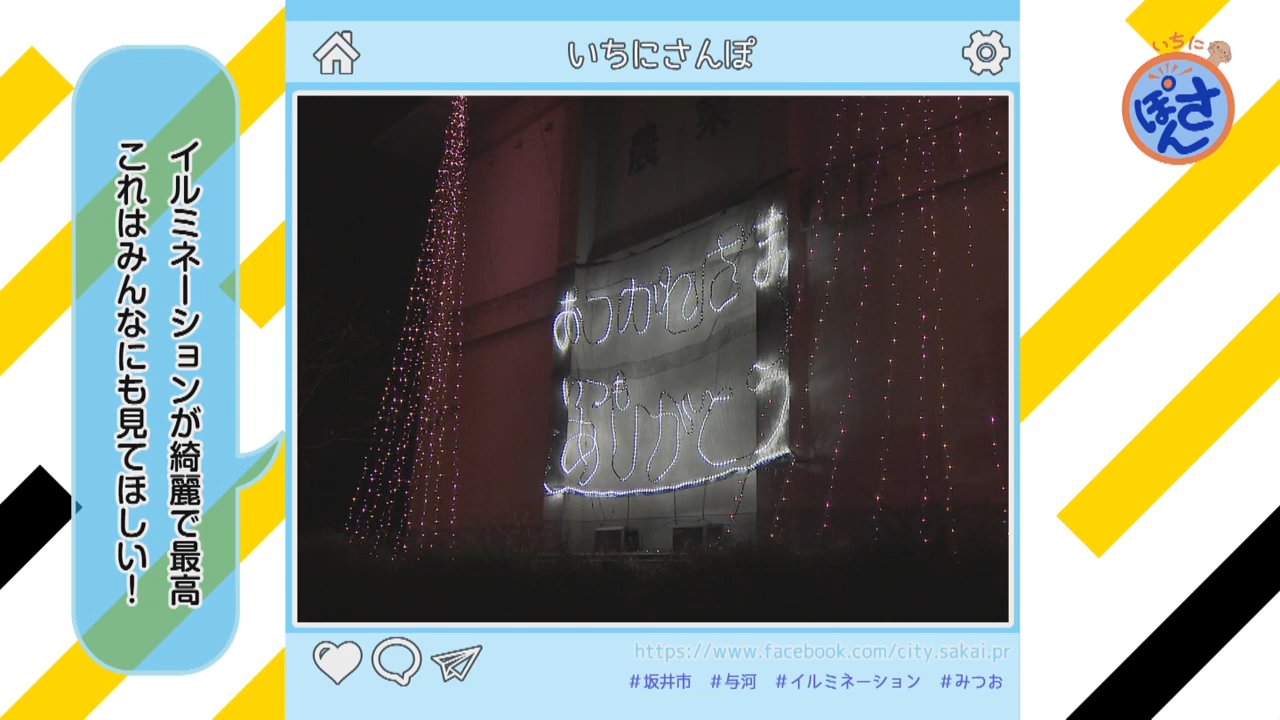 いちにさんぽ
いちに
さんぽ
イルミネーションが綺麗で最高
これはみんなにも見てほしい！
農業
おつかれさま
ありがとう
https://www.facebook.com/city.sakai.pr
#坂井市 #与河 #イルミネーション #みつお